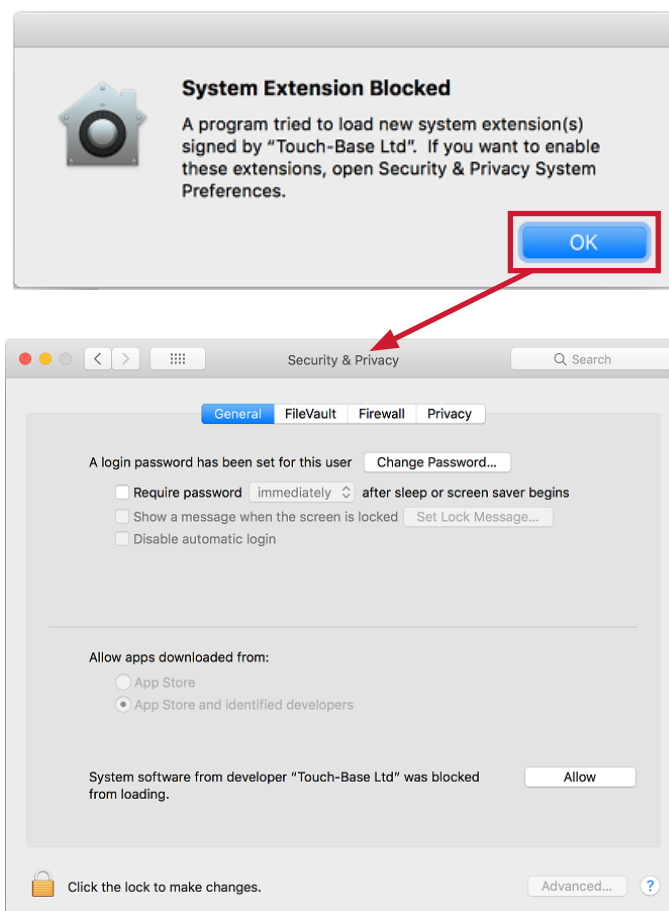 System Extension Blocked
A program tried to load new system extension(s)
signed by “Touch-Base Ltd”.  If you want to enable
these extensions, open Security & Privacy System
Preferences.
OK
Security & Privacy
Search
General FileVault Firewall Privacy
A login password has been set for this user Change Password...
Require password immediately after sleep or screen saver begins
Show a message when the screen is locked Set Lock Message...
Disable automatic login
Allow apps downloaded from:
App Store
App Store and identified developers
System software from developer “Touch-Base Ltd” was blocked
from loading.
Allow
Click the lock to make changes.
Advanced...
?